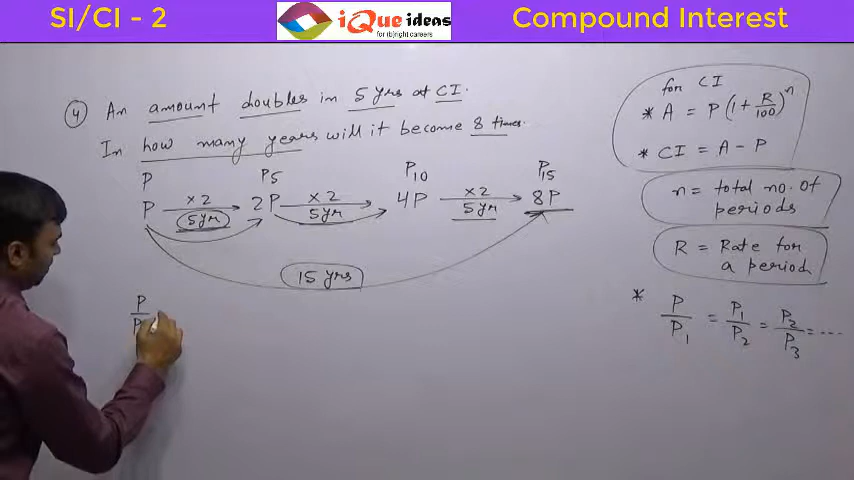 SI/CI - 2
iQue ideas
for (b)right careers
Compound Interest
④ An amount doubles in 5 yrs at CI.
In how many years will it become 8 times.
P P5 P10 P15
P ×2 5yr 2P ×2 5yr 4P ×2 5yr 8P
15 yrs
P
for CI
* A = P(1 + R/100)^n
* CI = A - P
n = total no. of
periods
R = Rate for
a period
* P/P1 = P1/P2 = P2/P3 = ....